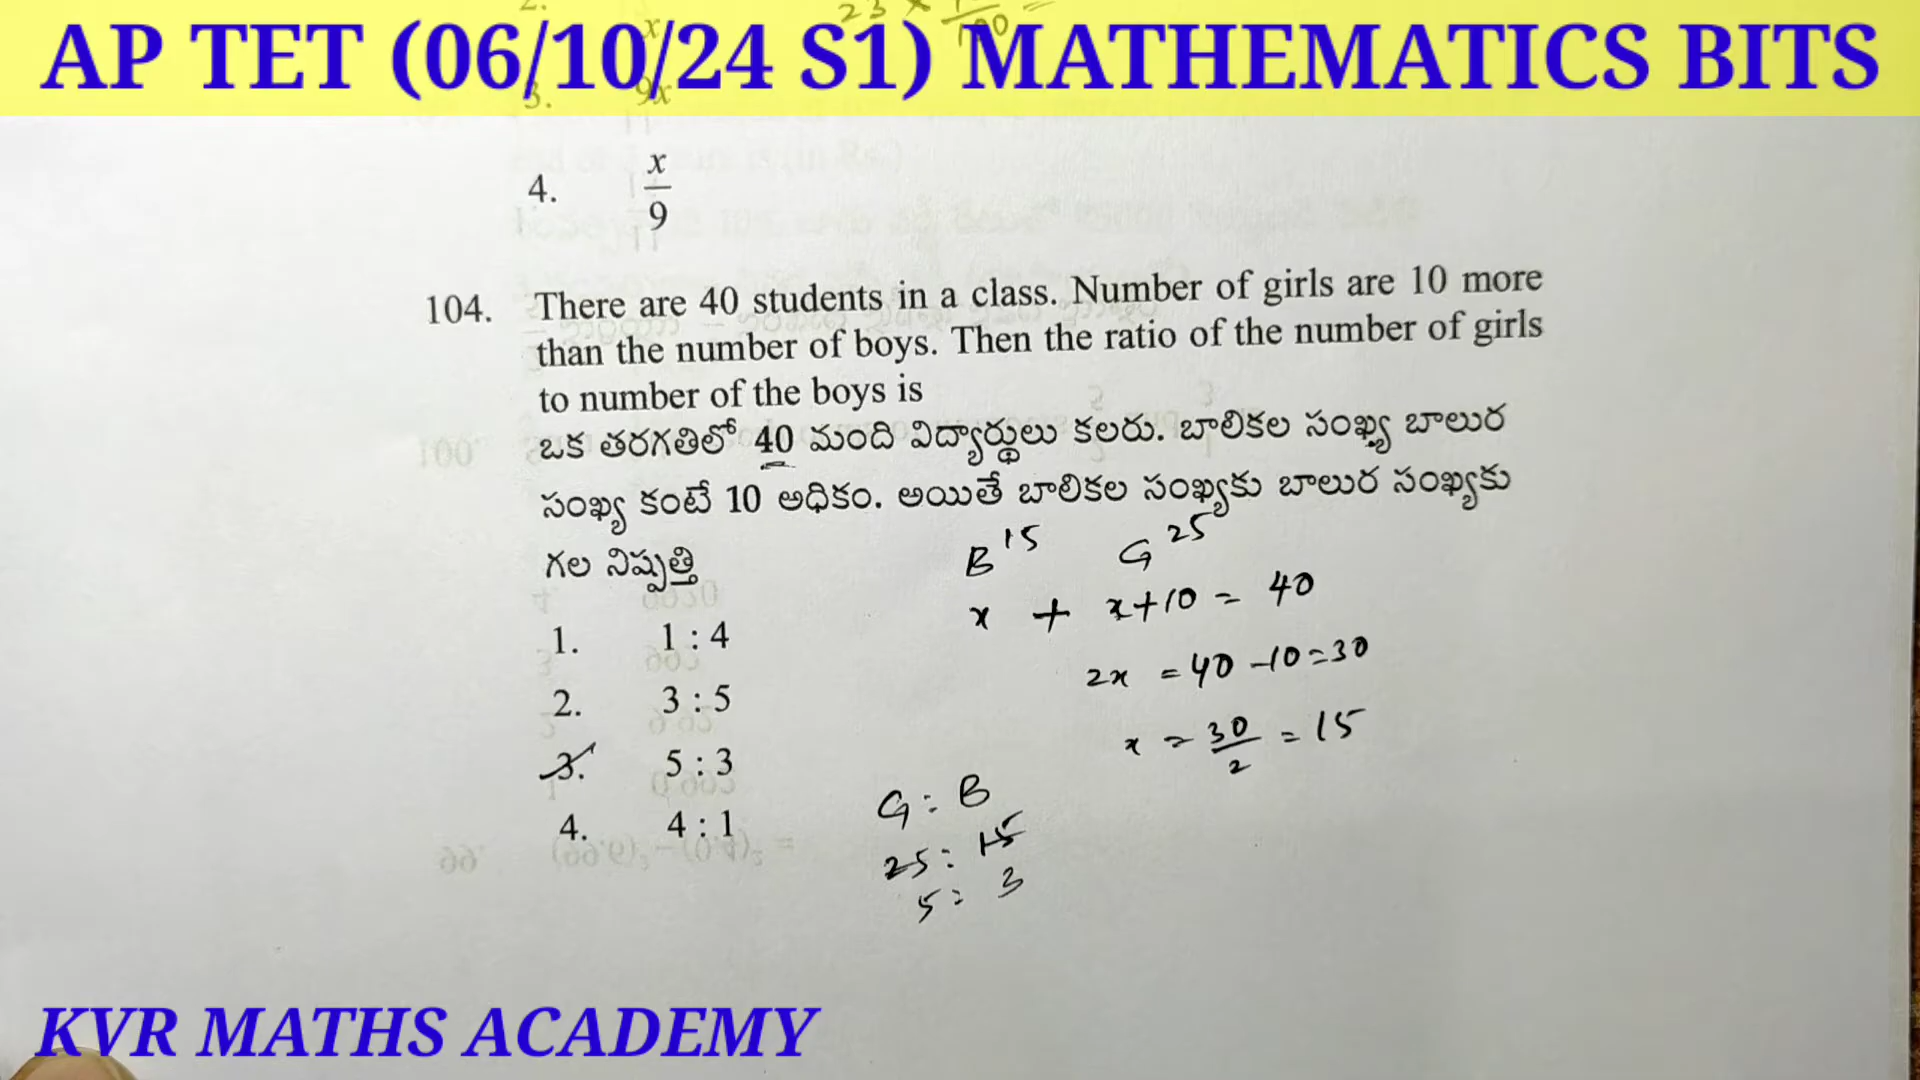 AP TET (06/10/24 S1) MATHEMATICS BITS
3. 9x
4. x/9
104. There are 40 students in a class. Number of girls are 10 more
than the number of boys. Then the ratio of the number of girls
to number of the boys is
ఒక తరగతిలో 40 మంది విద్యార్థులు కలరు. బాలికల సంఖ్య బాలుర
సంఖ్య కంటే 10 అధికం. అయితే బాలికల సంఖ్యకు బాలుర సంఖ్యకు
గల నిష్పత్తి
B 15 G 25
x + x+10 = 40
2x = 40 -10 = 30
x = 30/2 = 15
1. 1 : 4
2. 3 : 5
3. 5 : 3
4. 4 : 1
G : B
25 : 15
5 : 3
KVR MATHS ACADEMY